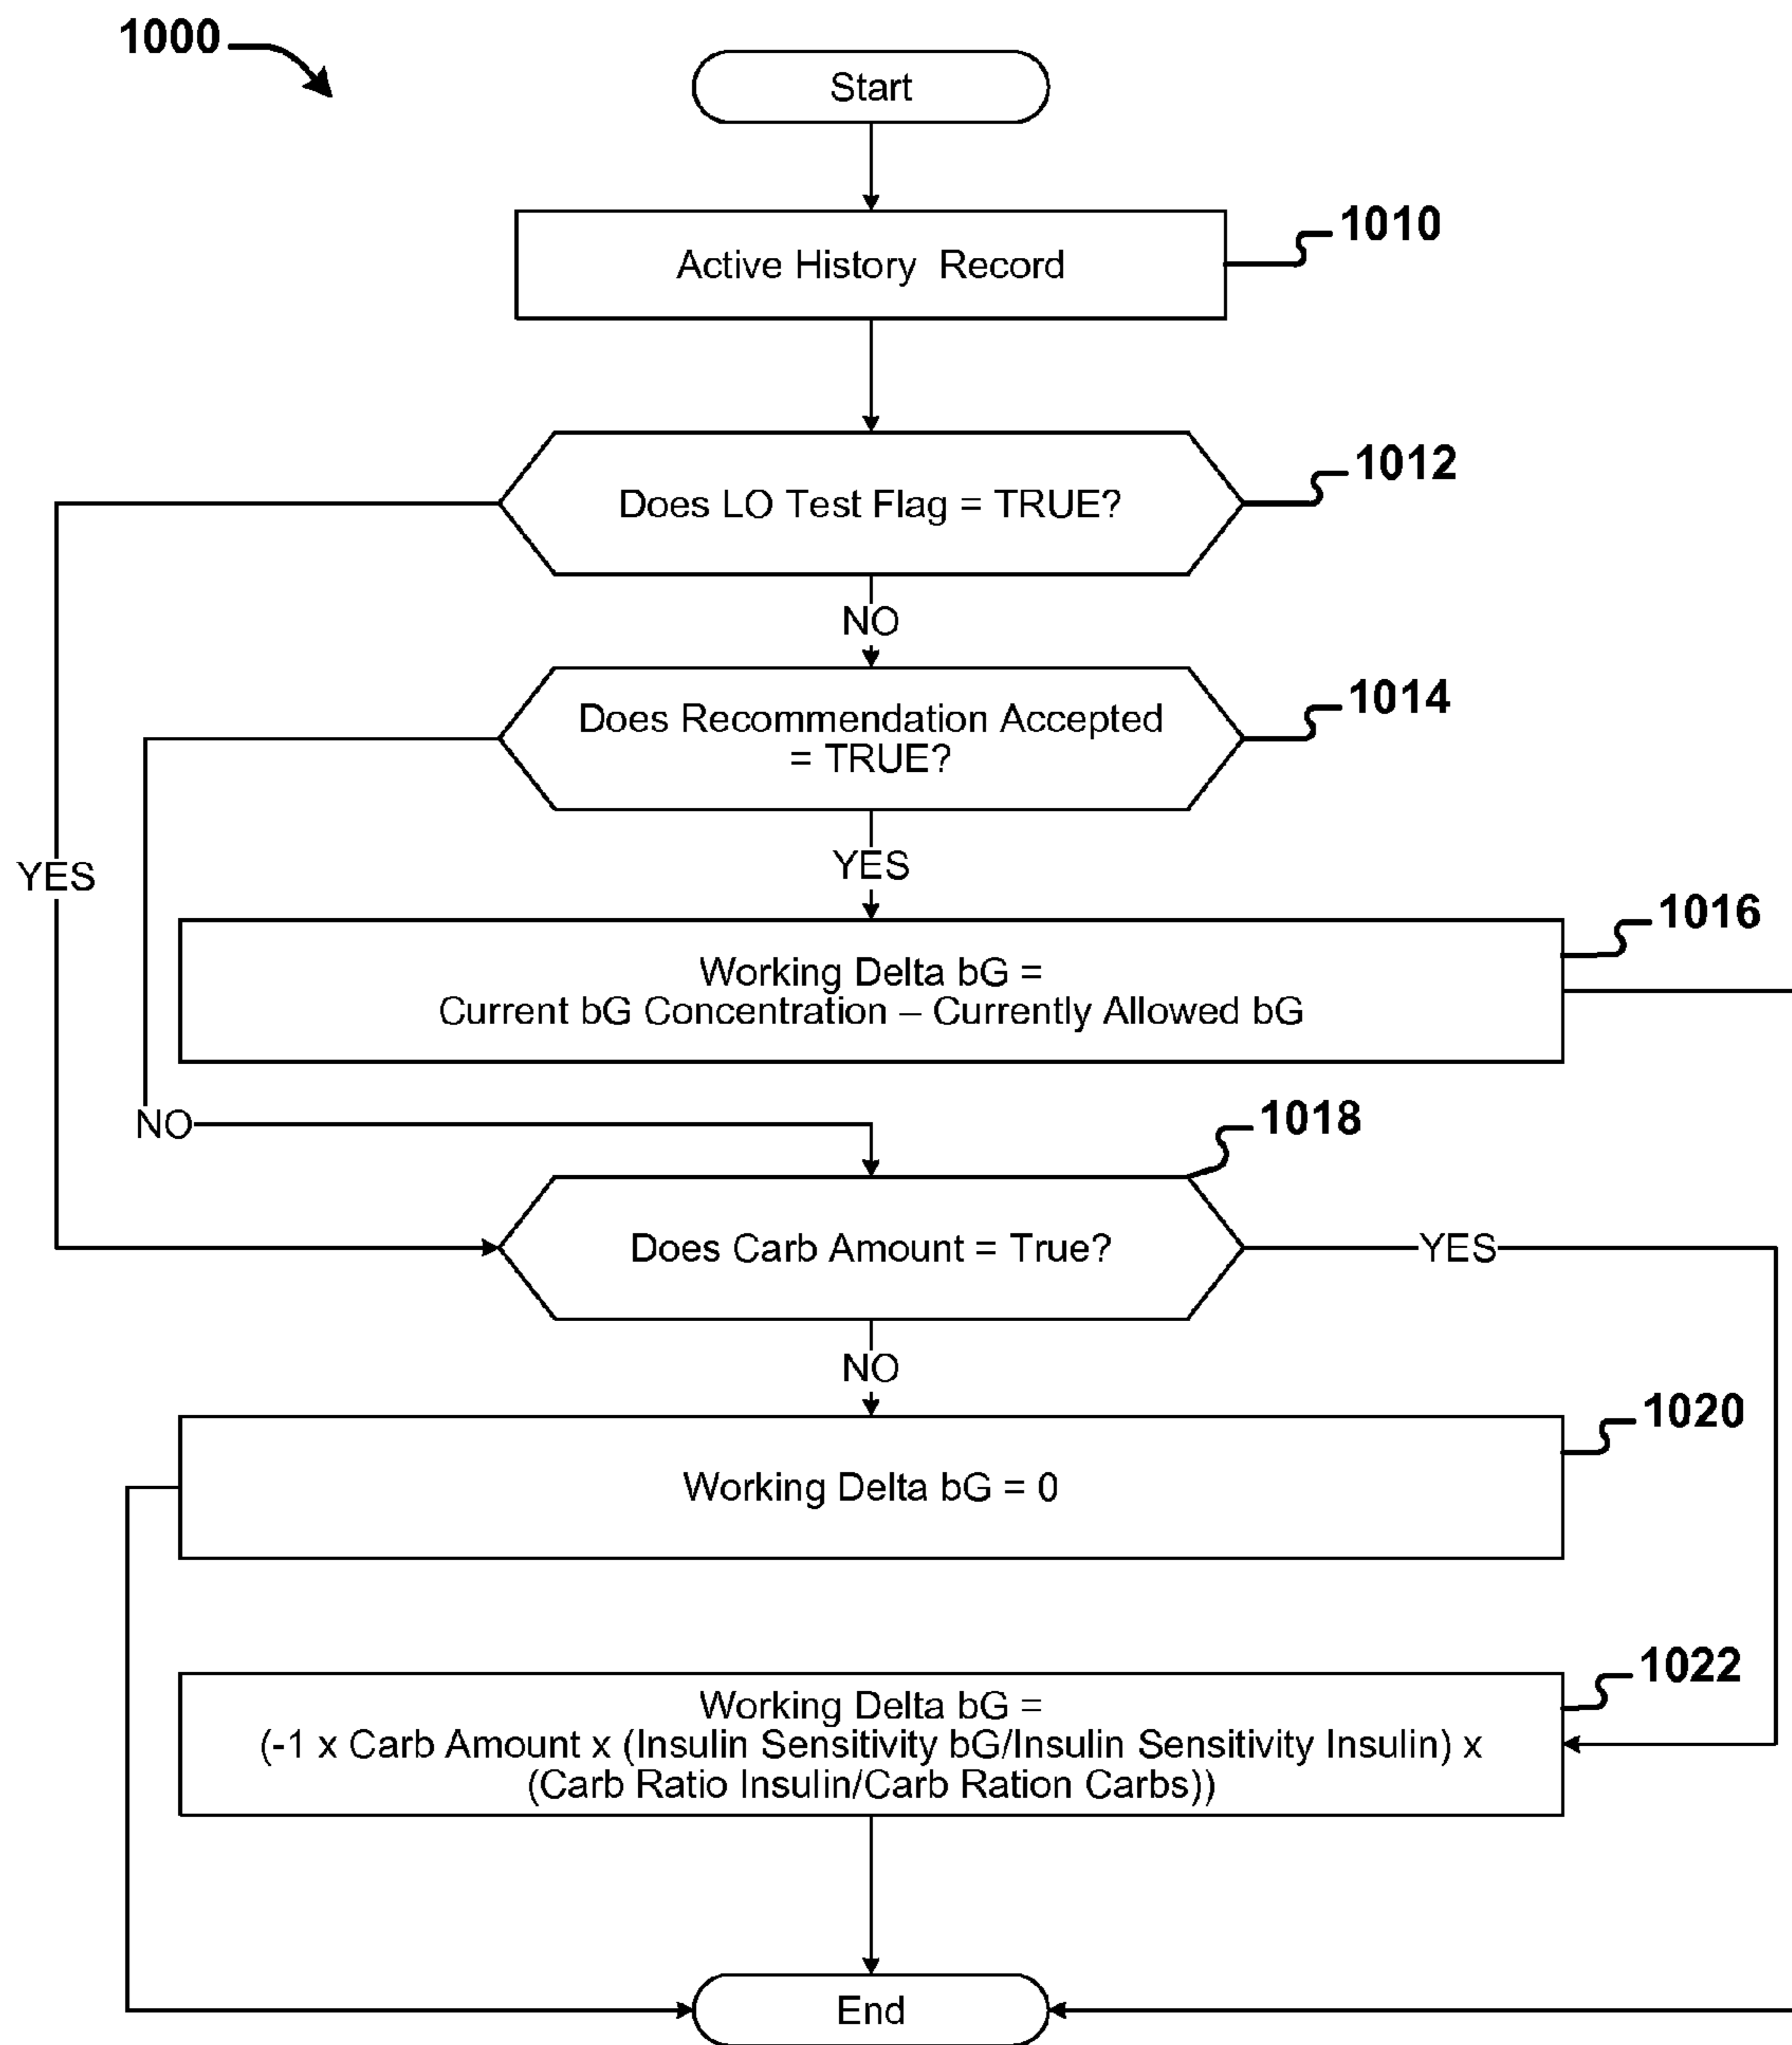 1000
Start
Active History Record
1010
Does LO Test Flag = TRUE?
1012
NO
Does Recommendation Accepted
= TRUE?
1014
YES
YES
Working Delta bG =
Current bG Concentration – Currently Allowed bG
1016
NO
1018
Does Carb Amount = True?
YES
NO
Working Delta bG = 0
1020
Working Delta bG =
(-1 x Carb Amount x (Insulin Sensitivity bG/Insulin Sensitivity Insulin) x
(Carb Ratio Insulin/Carb Ration Carbs))
1022
End